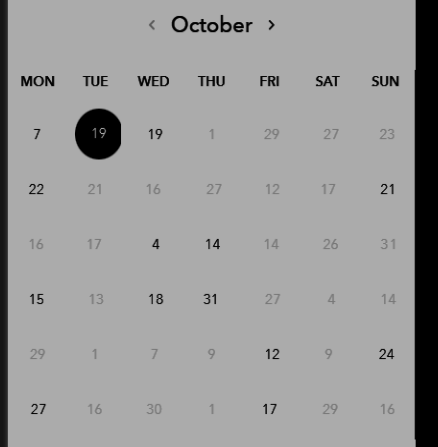 ‹ October ›
MON TUE WED THU FRI SAT SUN
7 19 19 1 29 27 23
22 21 16 27 12 17 21
16 17 4 14 14 26 31
15 13 18 31 27 4 14
29 1 7 9 12 9 24
27 16 30 1 17 29 16